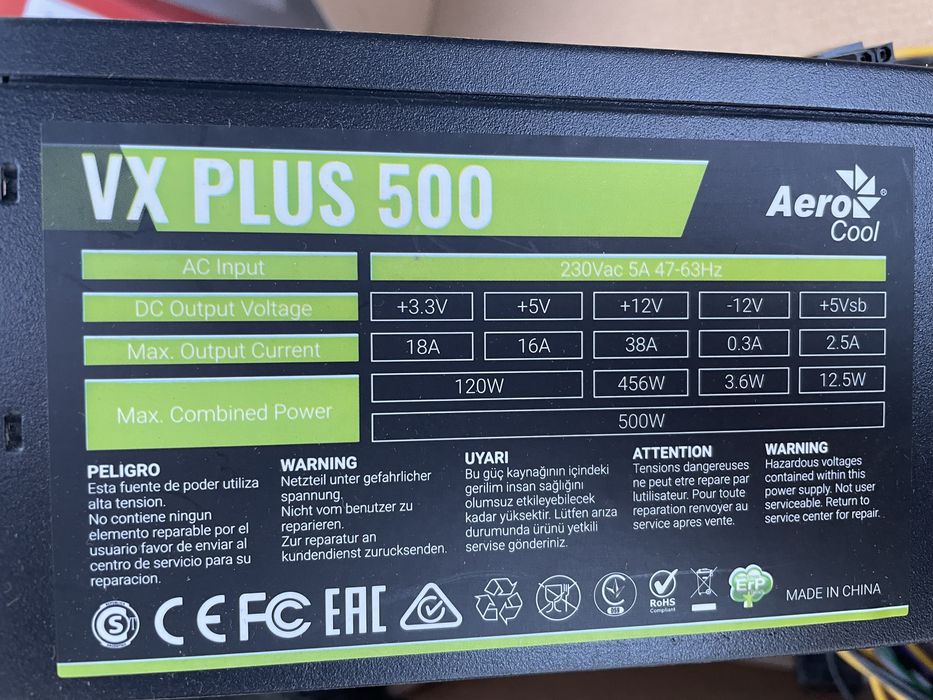 VX PLUS 500
Aero
Cool
®
AC Input 230Vac 5A 47-63Hz
DC Output Voltage +3.3V +5V +12V -12V +5Vsb
Max. Output Current 18A 16A 38A 0.3A 2.5A
Max. Combined Power 120W 456W 3.6W 12.5W
500W
PELİGRO
Esta fuente de poder utiliza
alta tension.
No contiene ningun
elemento reparable por el
usuario favor de enviar al
centro de servicio para su
reparacion.
WARNING
Netzteil unter gefahrlicher
spannung.
Nicht vom benutzer zu
reparieren.
Zur reparatur an
kundendienst zurucksenden.
UYARI
Bu güç kaynağının içindeki
gerilim insan sağlığını
olumsuz etkileyebilecek
kadar yüksektir. Lütfen arıza
durumunda ürünü yetkili
servise gönderiniz.
ATTENTION
Tensions dangereuses
ne peut etre repare par
lutilisateur. Pour toute
reparation renvoyer au
service apres vente.
WARNING
Hazardous voltages
contained within this
power supply. Not user
serviceable. Return to
service center for repair.
S CE FC EAC
RoHS
Compliant
ErP
MADE IN CHINA